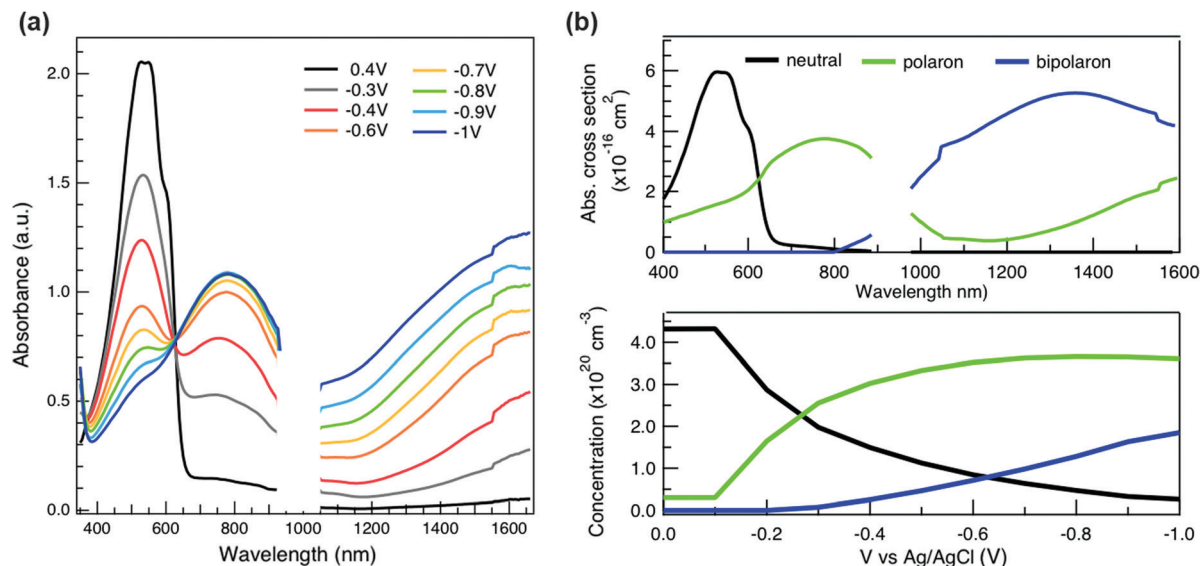 (a)
Absorbance (a.u.)
2.0
1.5
1.0
0.5
0.0
0.4V
-0.3V
-0.4V
-0.6V
-0.7V
-0.8V
-0.9V
-1V
400 600 800 1000 1200 1400 1600
Wavelength (nm)
(b)
Abs. cross section
(x10⁻¹⁶ cm²)
6
4
2
0
neutral polaron bipolaron
400 600 800 1000 1200 1400 1600
Wavelength nm)
Concentration (x10²⁰ cm⁻³)
4.0
3.0
2.0
1.0
0.0
0.0 -0.2 -0.4 -0.6 -0.8 -1.0
V vs Ag/AgCl (V)